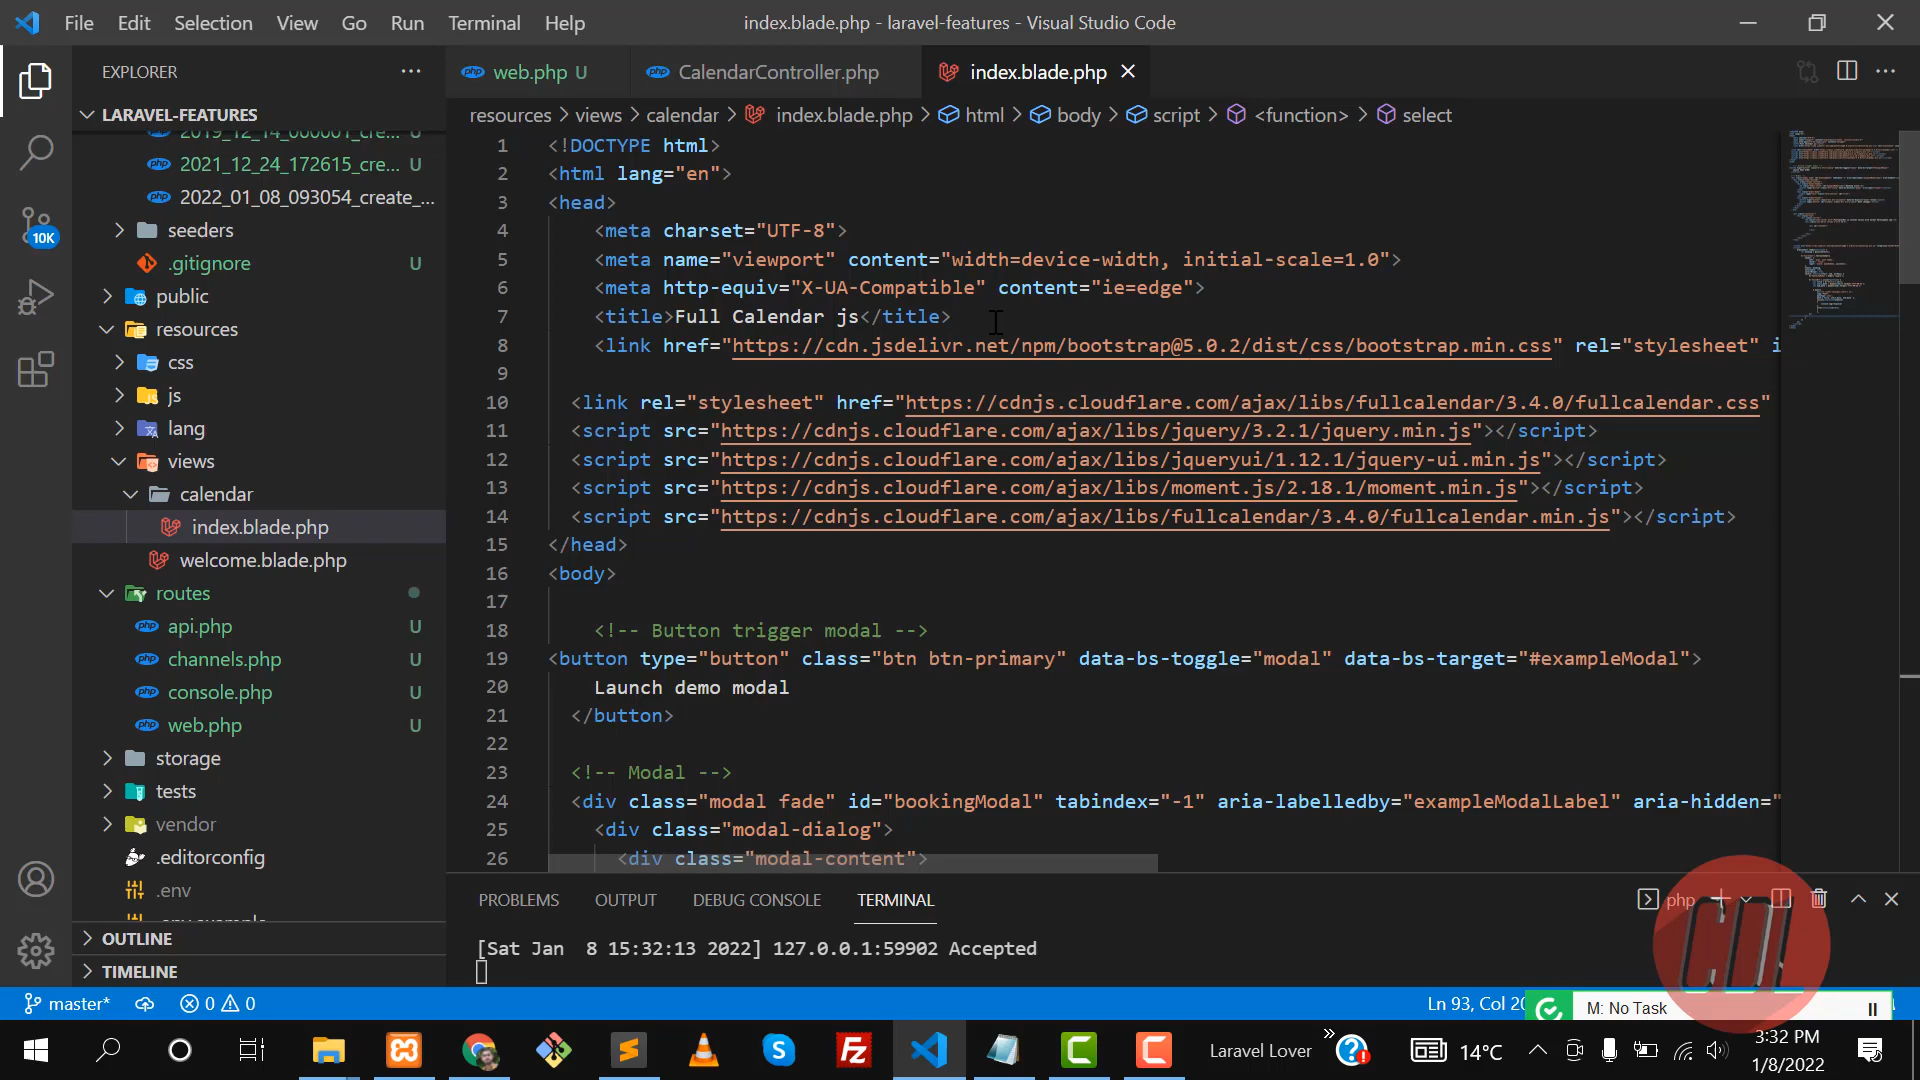 File Edit Selection View Go Run Terminal Help
index.blade.php - laravel-features - Visual Studio Code
EXPLORER
LARAVEL-FEATURES
2021_12_24_172615_cre... U
2022_01_08_093054_create_...
seeders
.gitignore U
public
resources
css
js
lang
views
calendar
index.blade.php
welcome.blade.php
routes
api.php U
channels.php U
console.php U
web.php U
storage
tests
vendor
.editorconfig
.env
OUTLINE
TIMELINE
10K
web.php U
CalendarController.php
index.blade.php
resources > views > calendar > index.blade.php > html > body > script > <function> > select
1 <!DOCTYPE html>
2 <html lang="en">
3 <head>
4 <meta charset="UTF-8">
5 <meta name="viewport" content="width=device-width, initial-scale=1.0">
6 <meta http-equiv="X-UA-Compatible" content="ie=edge">
7 <title>Full Calendar js</title>
8 <link href="https://cdn.jsdelivr.net/npm/bootstrap@5.0.2/dist/css/bootstrap.min.css" rel="stylesheet" i
9
10 <link rel="stylesheet" href="https://cdnjs.cloudflare.com/ajax/libs/fullcalendar/3.4.0/fullcalendar.css"
11 <script src="https://cdnjs.cloudflare.com/ajax/libs/jquery/3.2.1/jquery.min.js"></script>
12 <script src="https://cdnjs.cloudflare.com/ajax/libs/jqueryui/1.12.1/jquery-ui.min.js"></script>
13 <script src="https://cdnjs.cloudflare.com/ajax/libs/moment.js/2.18.1/moment.min.js"></script>
14 <script src="https://cdnjs.cloudflare.com/ajax/libs/fullcalendar/3.4.0/fullcalendar.min.js"></script>
15 </head>
16 <body>
17
18 <!-- Button trigger modal -->
19 <button type="button" class="btn btn-primary" data-bs-toggle="modal" data-bs-target="#exampleModal">
20 Launch demo modal
21 </button>
22
23 <!-- Modal -->
24 <div class="modal fade" id="bookingModal" tabindex="-1" aria-labelledby="exampleModalLabel" aria-hidden="
25 <div class="modal-dialog">
26 <div class="modal-content">
PROBLEMS OUTPUT DEBUG CONSOLE TERMINAL
php
[Sat Jan 8 15:32:13 2022] 127.0.0.1:59902 Accepted
master* 0 0
Ln 93, Col 20
M: No Task
Laravel Lover
14°C
3:32 PM
1/8/2022